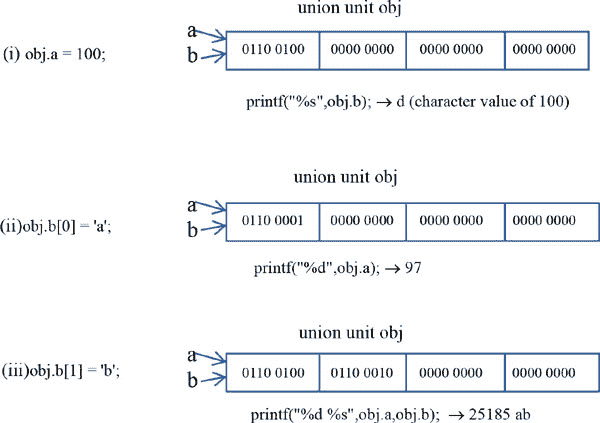 union unit obj
(i) obj.a = 100;
a
b
0110 0100 0000 0000 0000 0000 0000 0000
printf("%s",obj.b); → d (character value of 100)
union unit obj
(ii)obj.b[0] = 'a';
a
b
0110 0001 0000 0000 0000 0000 0000 0000
printf("%d",obj.a); → 97
union unit obj
(iii)obj.b[1] = 'b';
a
b
0110 0100 0110 0010 0000 0000 0000 0000
printf("%d %s",obj.a,obj.b); → 25185 ab